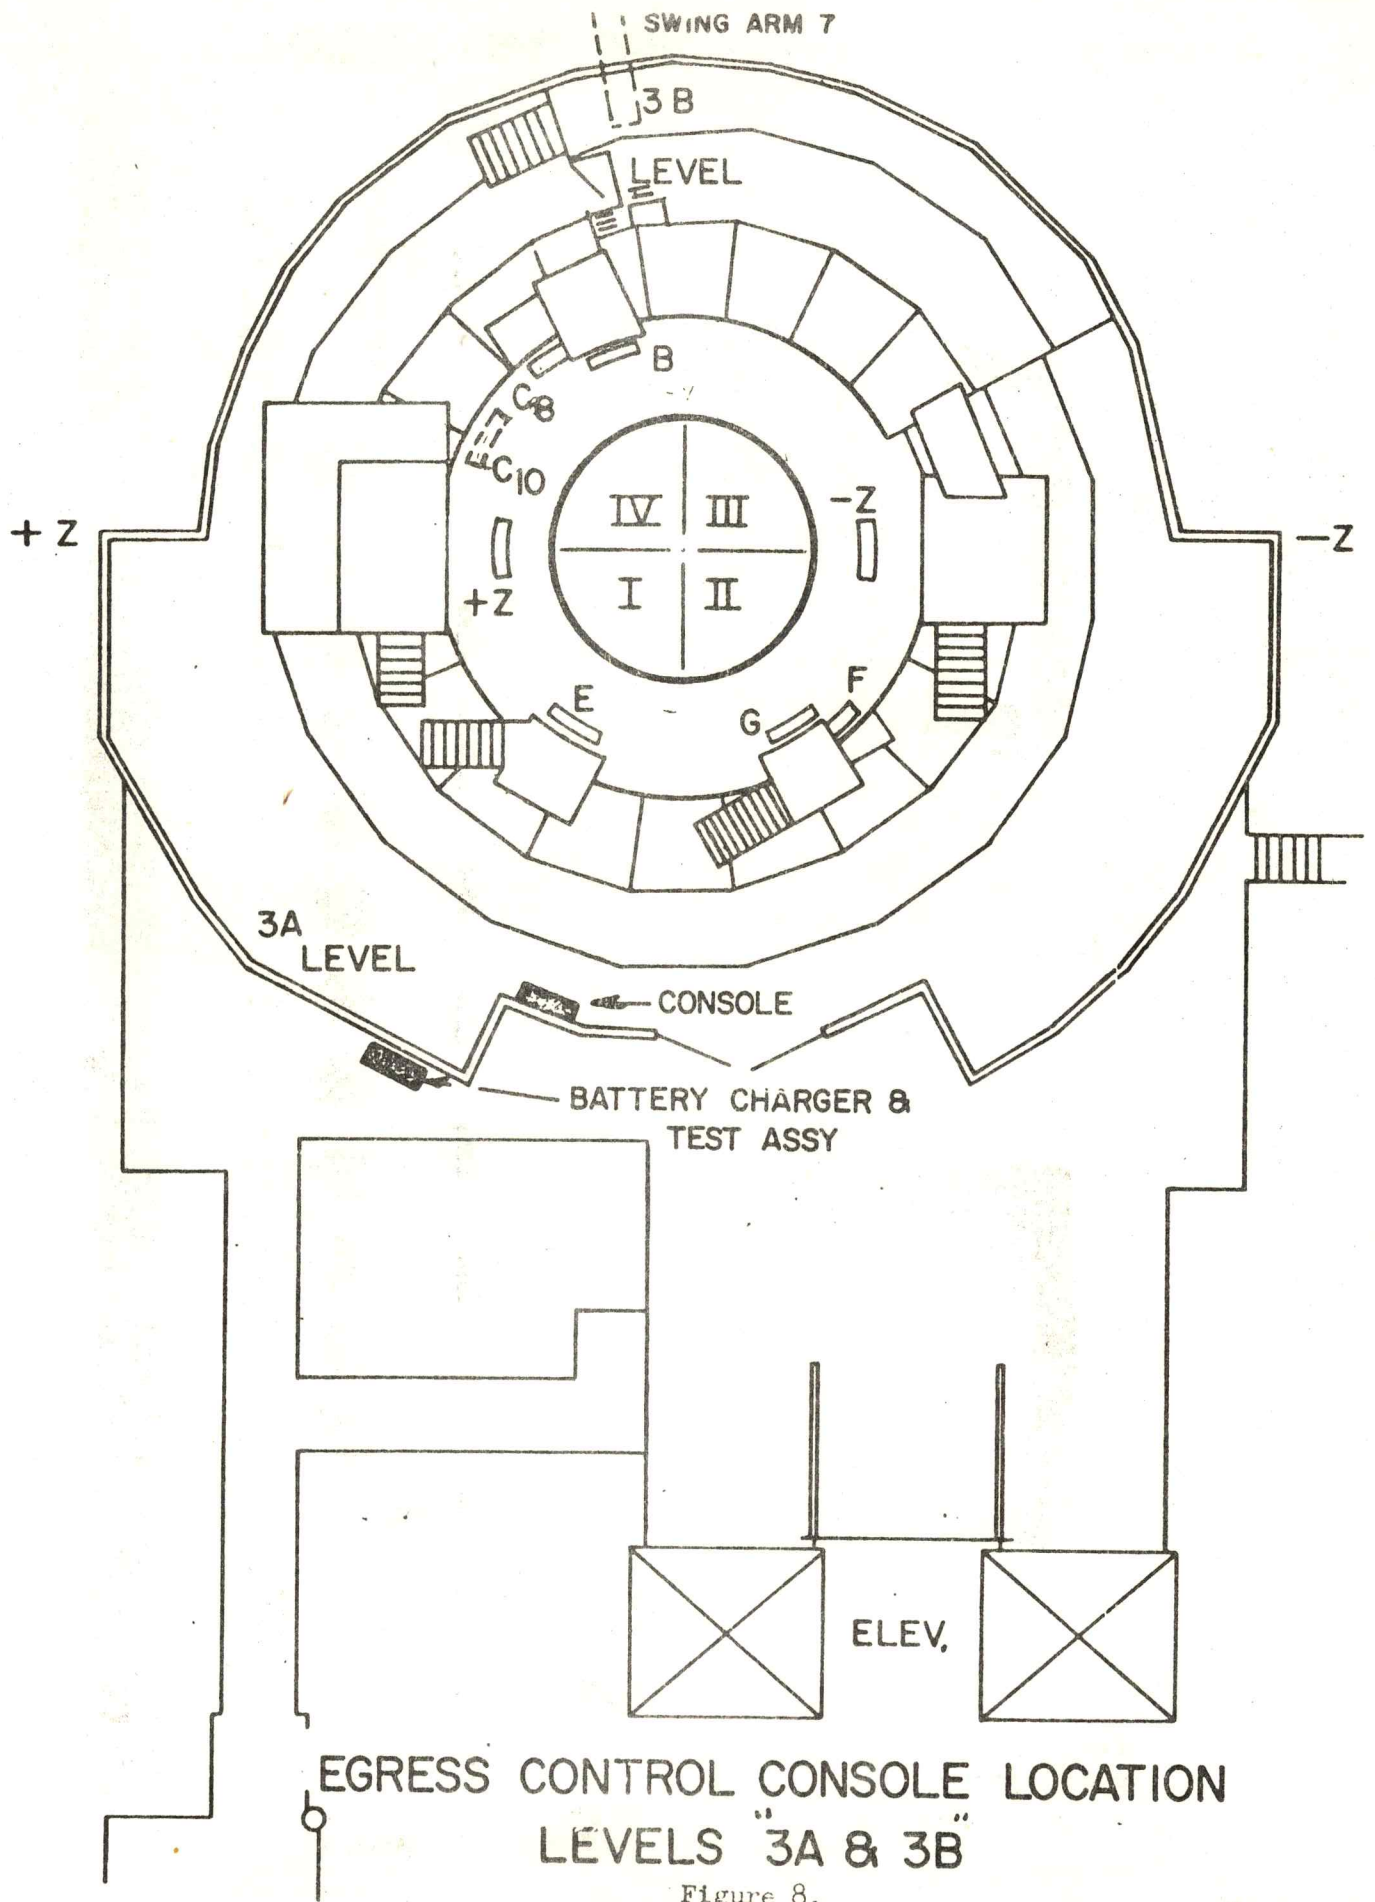 SWING ARM 7
3B
LEVEL
B
C8
C10
+Z
IV
III
-Z
—Z
I
II
+Z
E
F
G
3A
LEVEL
CONSOLE
BATTERY CHARGER &
TEST ASSY
ELEV.
EGRESS CONTROL CONSOLE LOCATION
LEVELS "3A & 3B"
Figure 8.